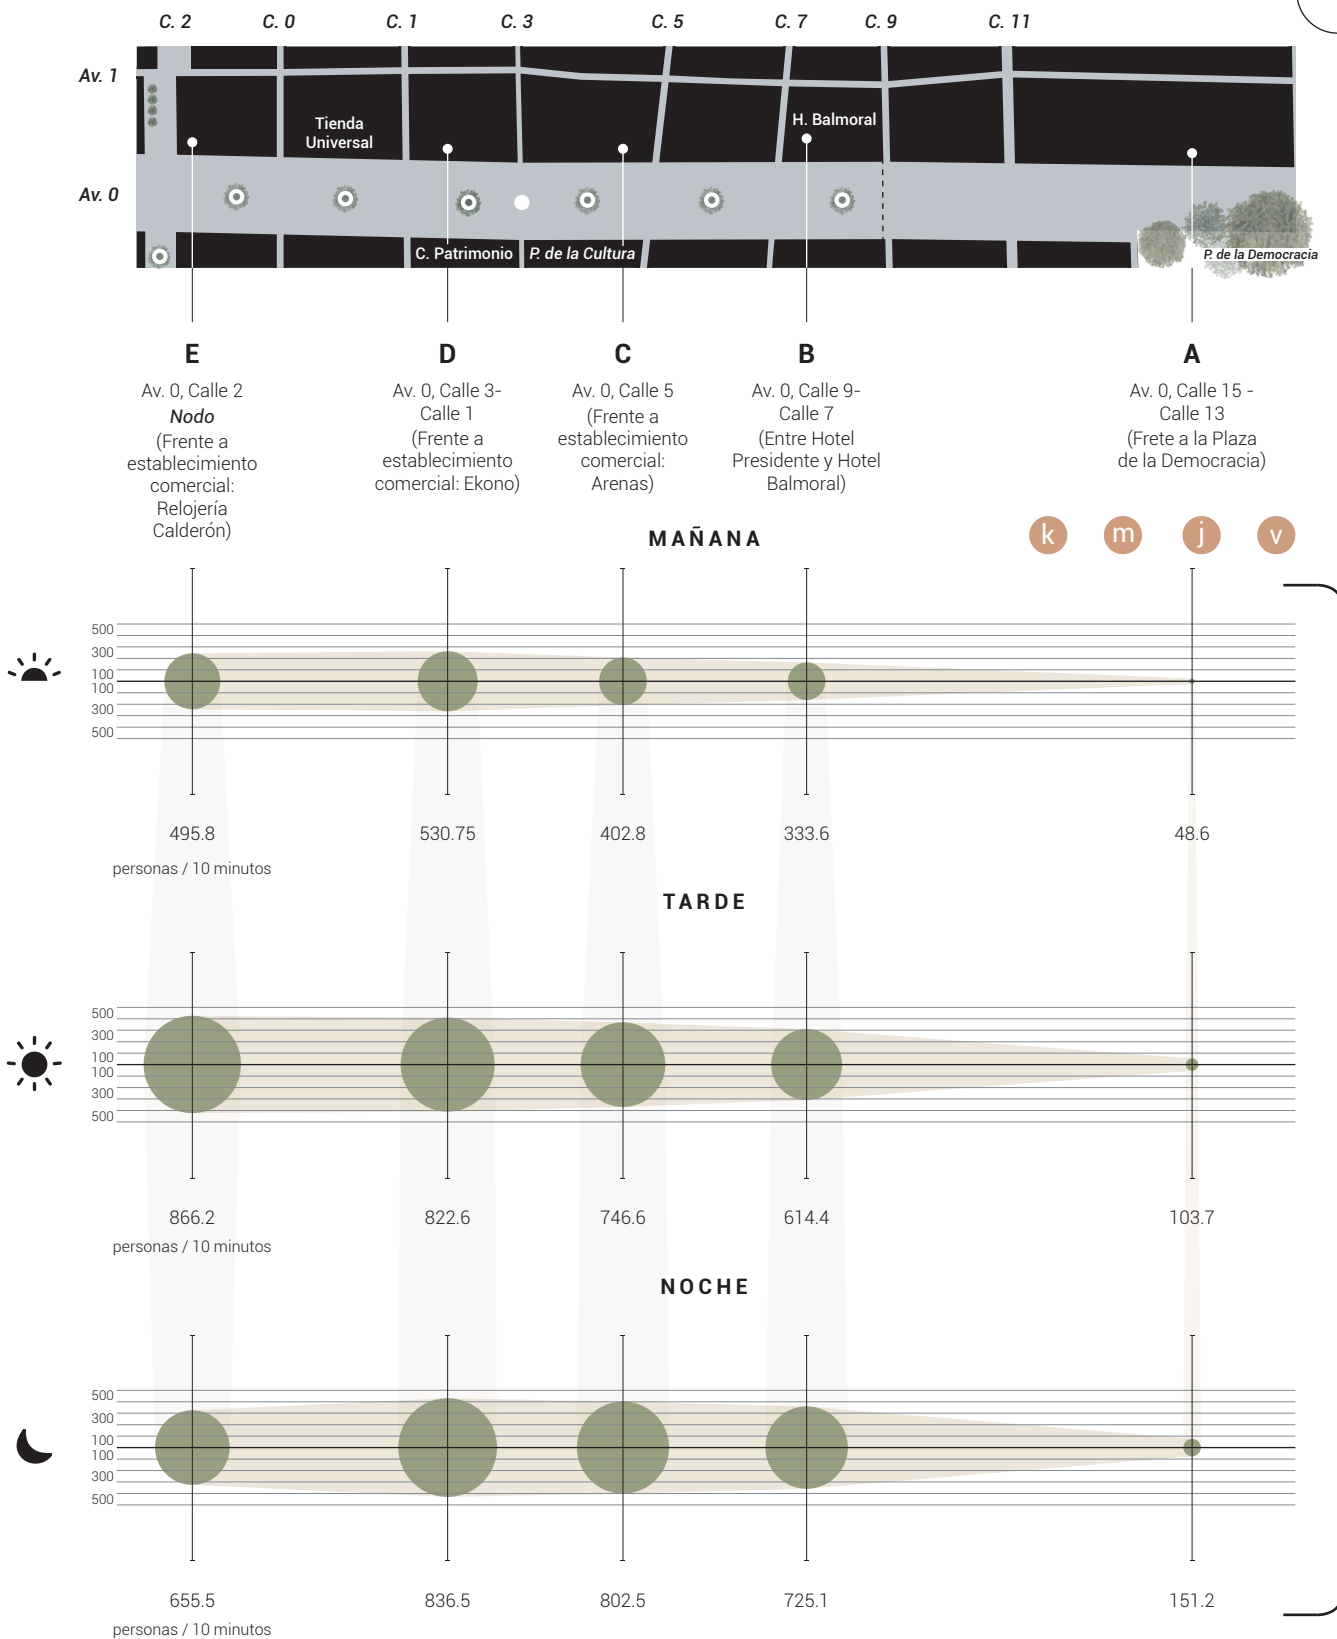 C. 2 C. 0 C. 1 C. 3 C. 5 C. 7 C. 9 C. 11
Av. 1
Tienda
Universal
H. Balmoral
Av. 0
C. Patrimonio
P. de la Cultura
P. de la Democracia
E
Av. 0, Calle 2
Nodo
(Frente a
establecimiento
comercial:
Relojería
Calderón)
D
Av. 0, Calle 3-
Calle 1
(Frente a
establecimiento
comercial: Ekono)
C
Av. 0, Calle 5
(Frente a
establecimiento
comercial:
Arenas)
B
Av. 0, Calle 9-
Calle 7
(Entre Hotel
Presidente y Hotel
Balmoral)
A
Av. 0, Calle 15 -
Calle 13
(Frete a la Plaza
de la Democracia)
MAÑANA
k m j v
500
300
100
100
300
500
495.8 530.75 402.8 333.6 48.6
personas / 10 minutos
TARDE
500
300
100
100
300
500
866.2 822.6 746.6 614.4 103.7
personas / 10 minutos
NOCHE
500
300
100
100
300
500
655.5 836.5 802.5 725.1 151.2
personas / 10 minutos